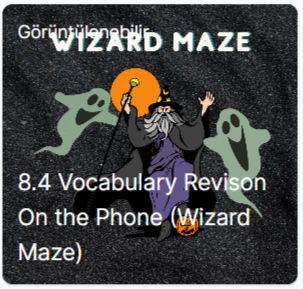 Görüntülenebilir
WIZARD MAZE
8.4 Vocabulary Revison
On the Phone (Wizard
Maze)